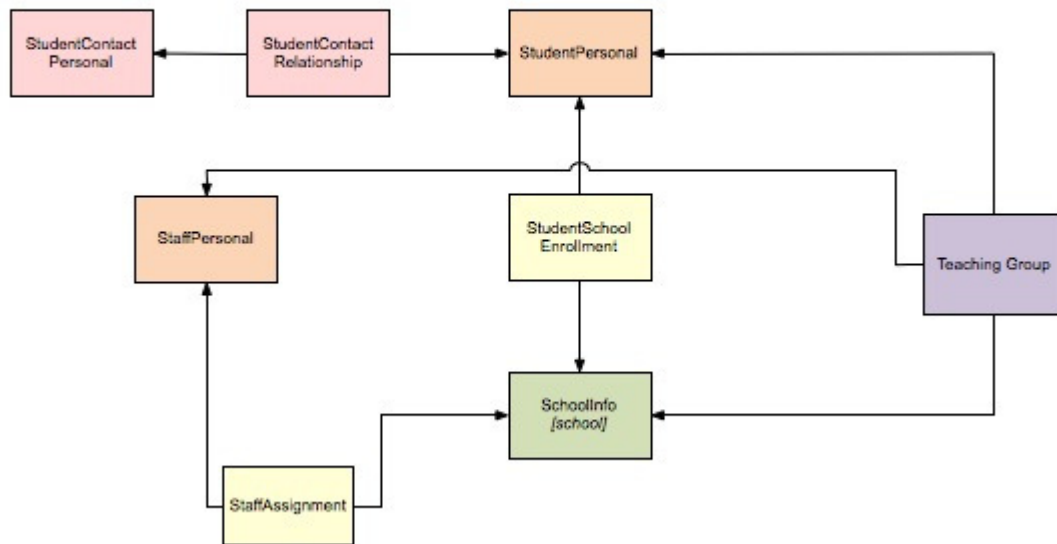 StudentContact
Personal
StudentContact
Relationship
StudentPersonal
StaffPersonal
StudentSchool
Enrollment
Teaching Group
SchoolInfo
[school]
StaffAssignment